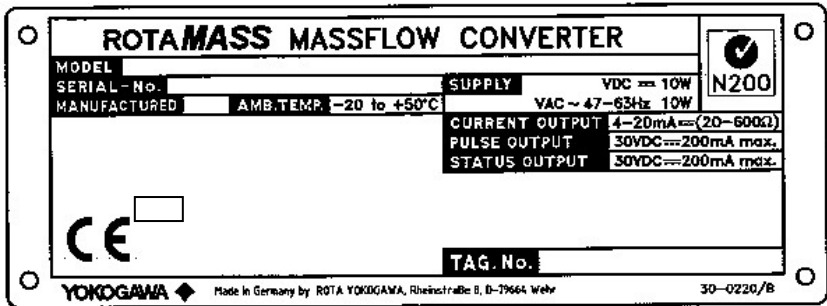 ROTAMASS MASSFLOW CONVERTER
N200
MODEL
SERIAL-No.
SUPPLY VDC ⎓ 10W
MANUFACTURED AMB.TEMP. -20 to +50°C
VAC ~ 47-63Hz 10W
CURRENT OUTPUT 4-20mA⎓(20-600Ω)
PULSE OUTPUT 30VDC⎓200mA max.
STATUS OUTPUT 30VDC⎓200mA max.
CE
TAG. No.
YOKOGAWA ◆ Made in Germany by ROTA YOKOGAWA, Rheinstraße 8, D-79664 Wehr 30-0220/B